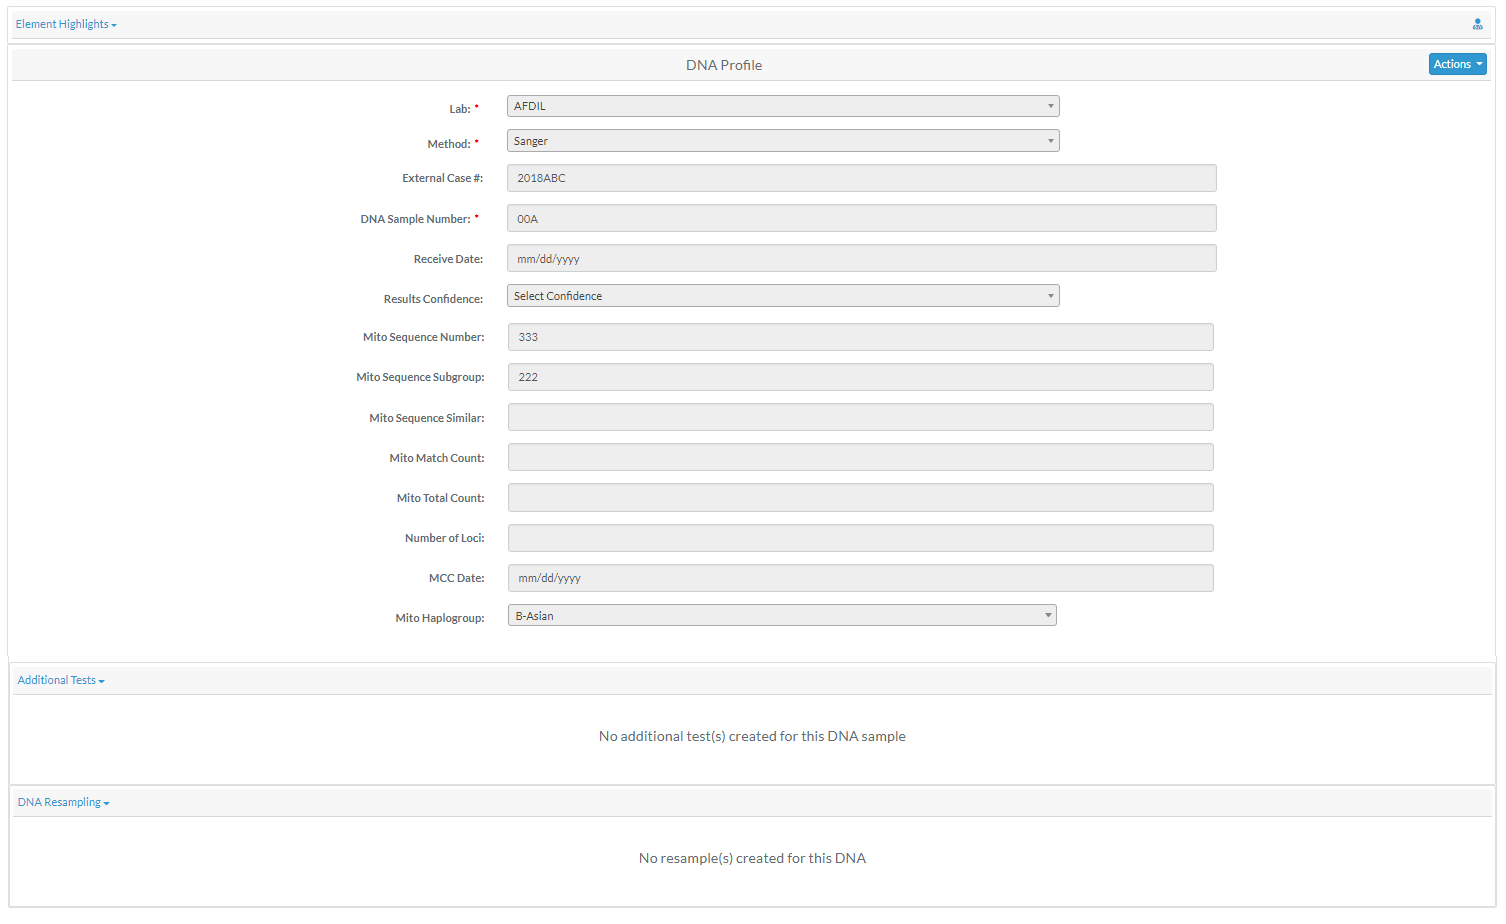 Element Highlights
DNA Profile
Actions
Lab: * AFDIL
Method: * Sanger
External Case #: 2018ABC
DNA Sample Number: * 00A
Receive Date: mm/dd/yyyy
Results Confidence: Select Confidence
Mito Sequence Number: 333
Mito Sequence Subgroup: 222
Mito Sequence Similar:
Mito Match Count:
Mito Total Count:
Number of Loci:
MCC Date: mm/dd/yyyy
Mito Haplogroup: B-Asian
Additional Tests
No additional test(s) created for this DNA sample
DNA Resampling
No resample(s) created for this DNA